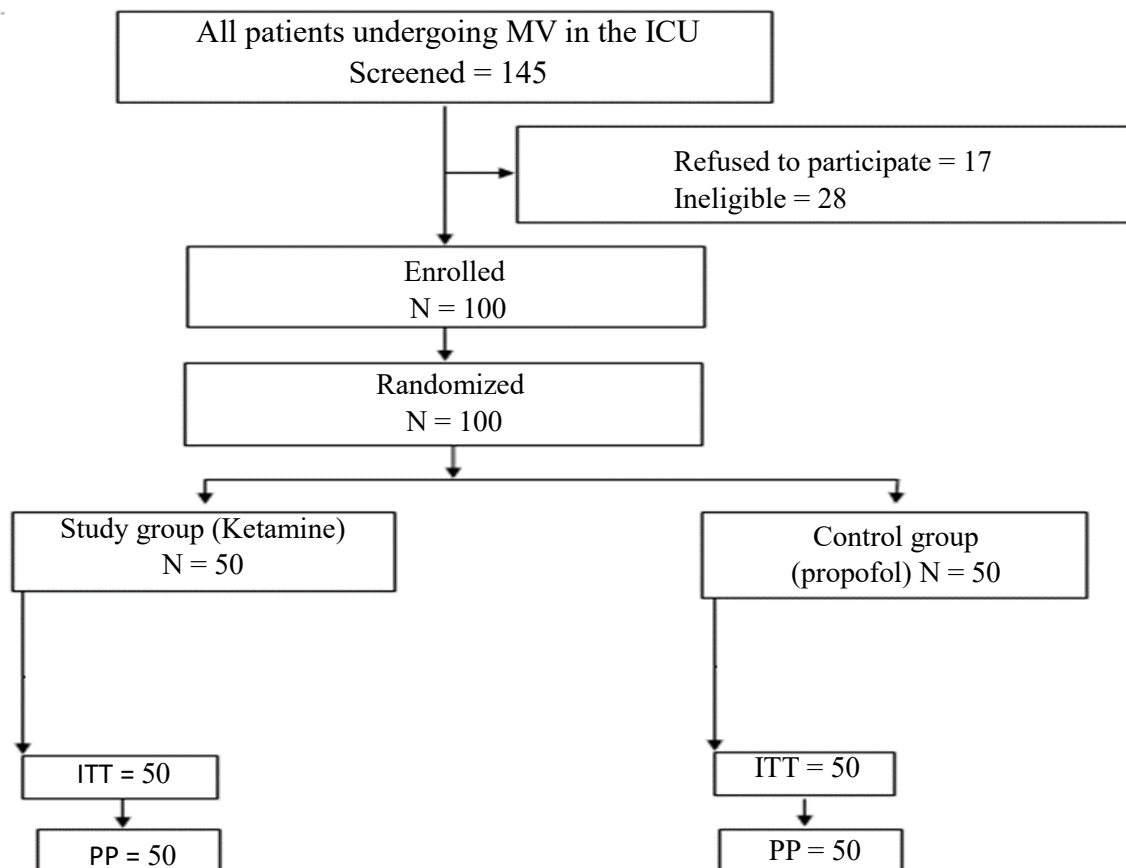 All patients undergoing MV in the ICU
Screened = 145
Refused to participate = 17
Ineligible = 28
Enrolled
N = 100
Randomized
N = 100
Study group (Ketamine)
N = 50
Control group
(propofol) N = 50
ITT = 50
ITT = 50
PP = 50
PP = 50